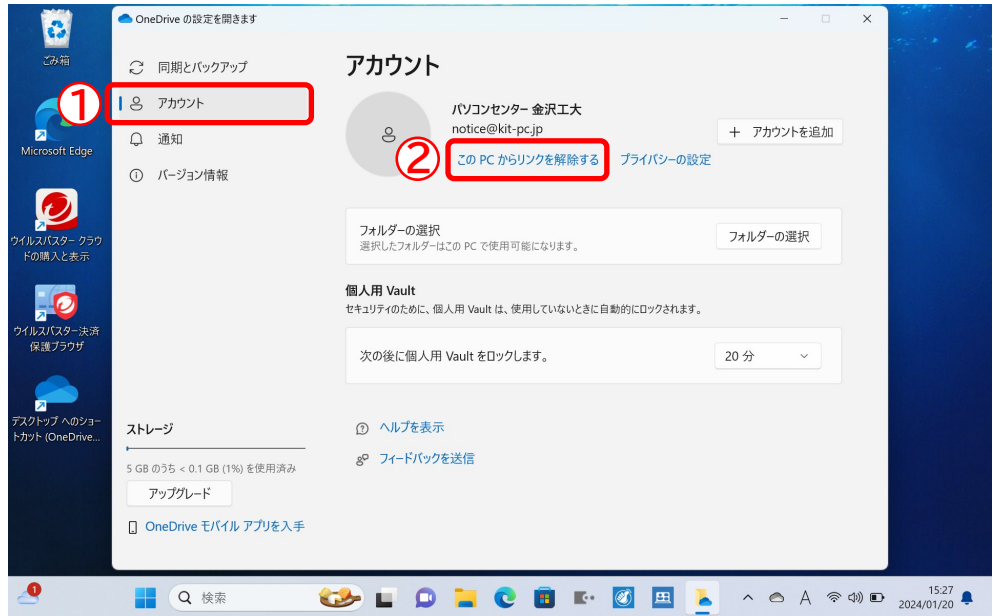 ごみ箱
Microsoft Edge
ウイルスバスター クラウ
ドの購入と表示
ウイルスバスター決済
保護ブラウザ
デスクトップ へのショー
トカット (OneDrive...
OneDrive の設定を開きます
同期とバックアップ
① アカウント
通知
バージョン情報
ストレージ
5 GB のうち < 0.1 GB (1%) を使用済み
アップグレード
OneDrive モバイル アプリを入手
アカウント
パソコンセンター 金沢工大
notice@kit-pc.jp
② この PC からリンクを解除する プライバシーの設定
+ アカウントを追加
フォルダーの選択
選択したフォルダーはこの PC で使用可能になります。
フォルダーの選択
個人用 Vault
セキュリティのために、個人用 Vault は、使用していないときに自動的にロックされます。
次の後に個人用 Vault をロックします。
20 分
ヘルプを表示
フィードバックを送信
1
検索
A
15:27
2024/01/20